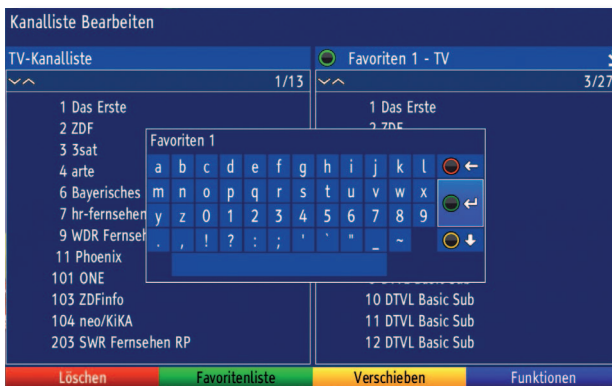 Kanalliste Bearbeiten
TV-Kanalliste
1/13
1 Das Erste
2 ZDF
3 3sat
4 arte
6 Bayerisches
7 hr-fernsehen
9 WDR Fernseh
11 Phoenix
101 ONE
103 ZDFinfo
104 neo/KiKA
203 SWR Fernsehen RP
Favoriten 1 - TV
3/27
1 Das Erste
2 ZDF
10 DTVL Basic Sub
11 DTVL Basic Sub
12 DTVL Basic Sub
Favoriten 1
a b c d e f g h i j k l
m n o p q r s t u v w x
y z 0 1 2 3 4 5 6 7 8 9
. , ! ? : ; ' ` " _ ~
Löschen
Favoritenliste
Verschieben
Funktionen